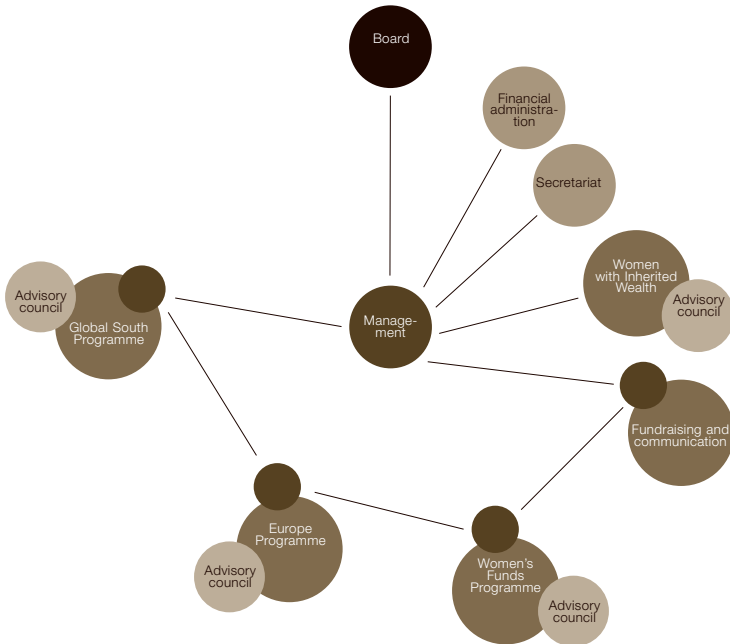 Board
Financial
administra-
tion
Secretariat
Women
with Inherited
Wealth
Advisory
council
Manage-
ment
Advisory
council
Global South
Programme
Fundraising and
communication
Europe
Programme
Advisory
council
Women's
Funds
Programme
Advisory
council